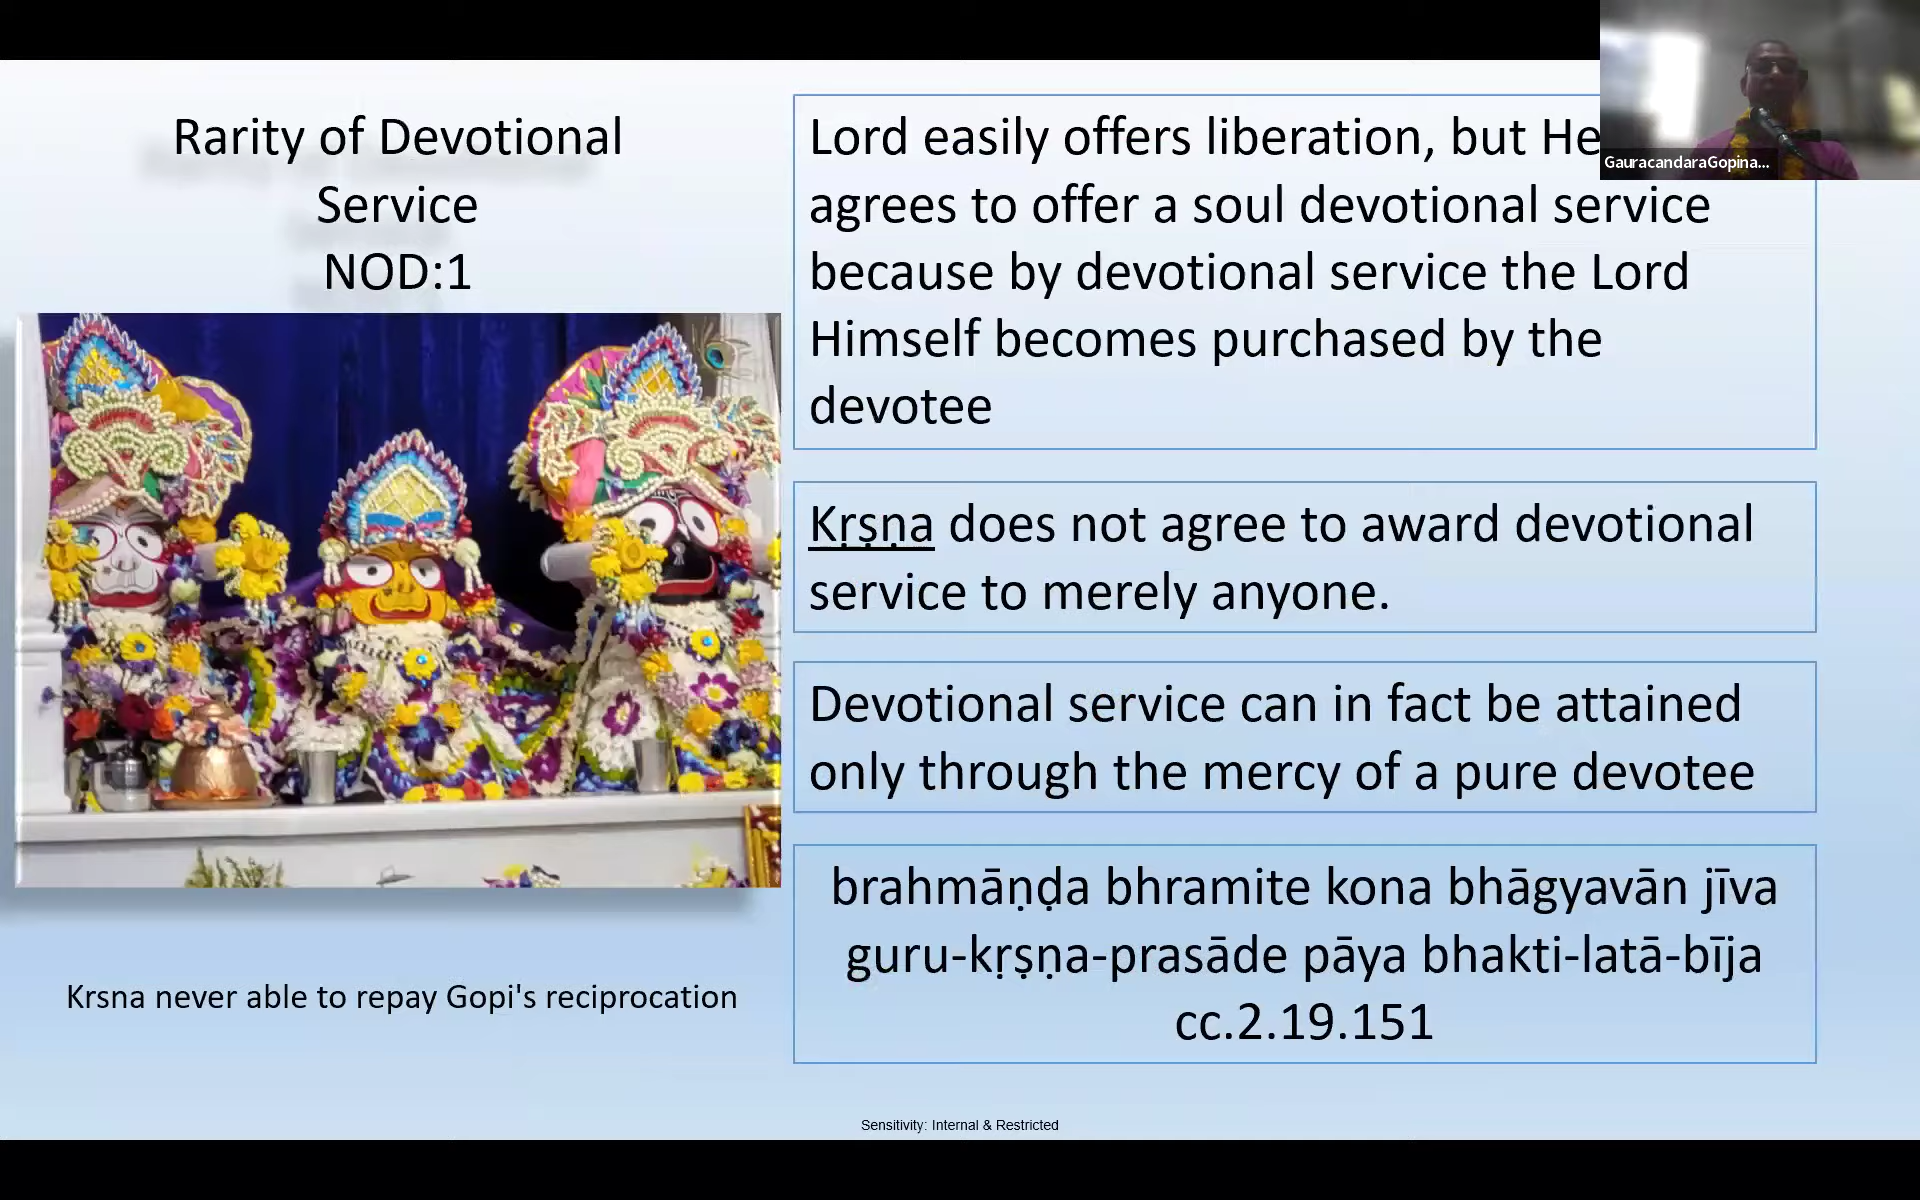 Rarity of Devotional
Service
NOD:1
Krsna never able to repay Gopi's reciprocation
Lord easily offers liberation, but He
agrees to offer a soul devotional service
because by devotional service the Lord
Himself becomes purchased by the
devotee
Kṛṣṇa does not agree to award devotional
service to merely anyone.
Devotional service can in fact be attained
only through the mercy of a pure devotee
brahmāṇḍa bhramite kona bhāgyavān jīva
guru-kṛṣṇa-prasāde pāya bhakti-latā-bīja
cc.2.19.151
GauracandaraGopina...
Sensitivity: Internal & Restricted